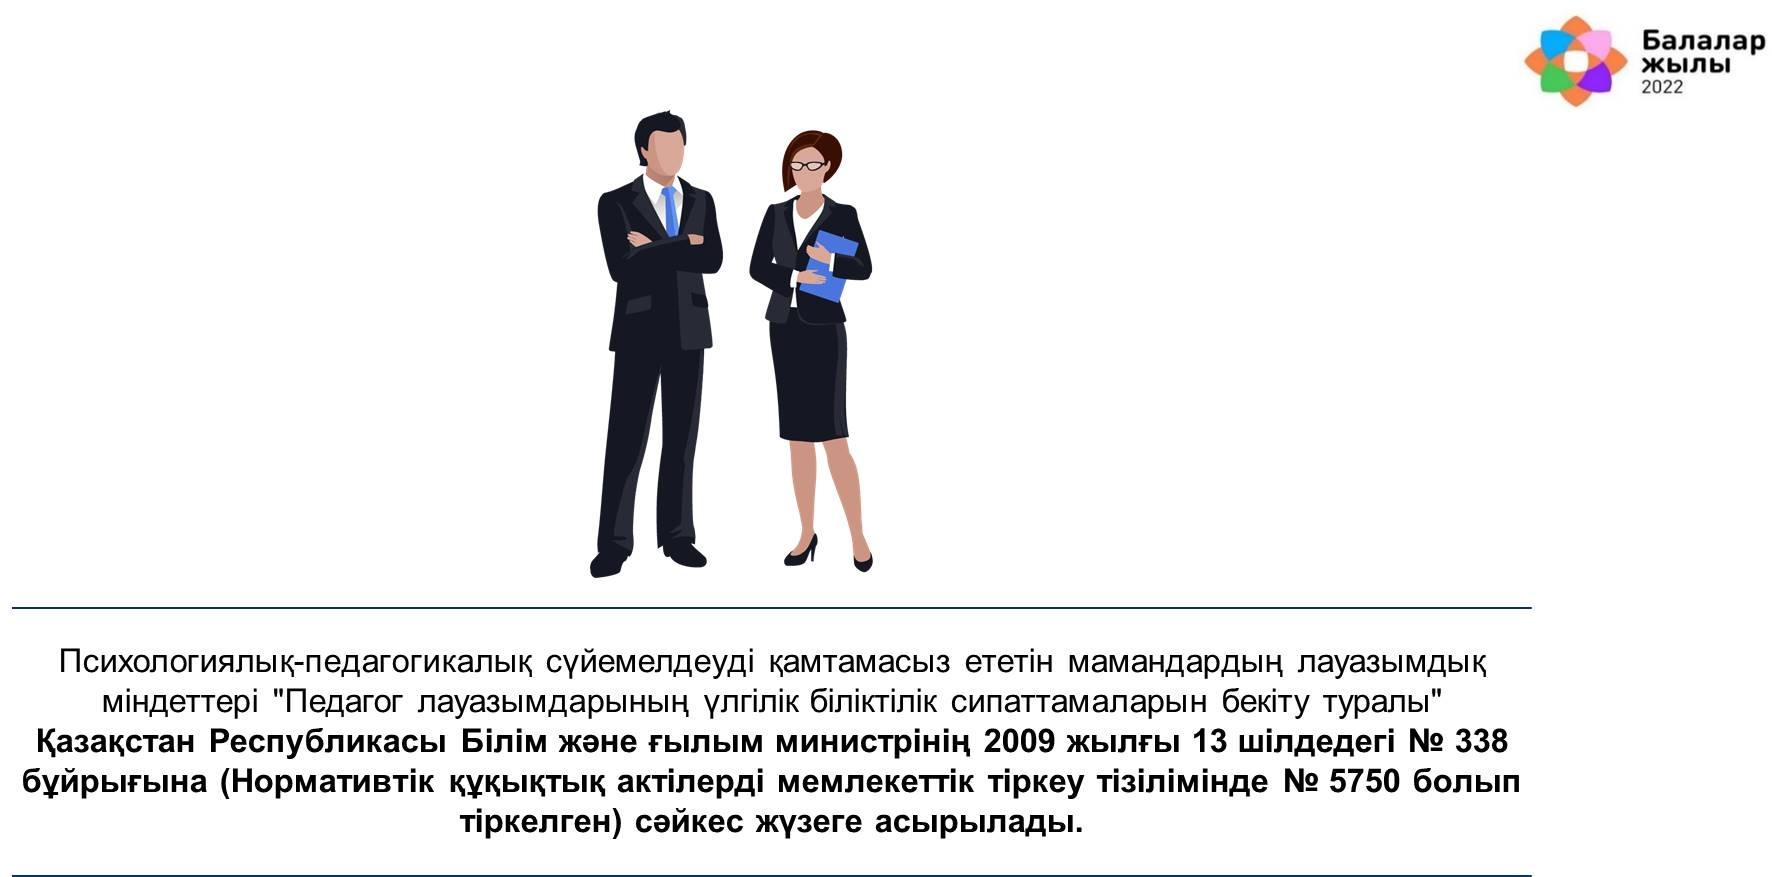 Балалар
жылы
2022
Психологиялық-педагогикалық сүйемелдеуді қамтамасыз ететін мамандардың лауазымдық
міндеттері "Педагог лауазымдарының үлгілік біліктілік сипаттамаларын бекіту туралы"
Қазақстан Республикасы Білім және ғылым министрінің 2009 жылғы 13 шілдедегі № 338
бұйрығына (Нормативтік құқықтық актілерді мемлекеттік тіркеу тізілімінде № 5750 болып
тіркелген) сәйкес жүзеге асырылады.